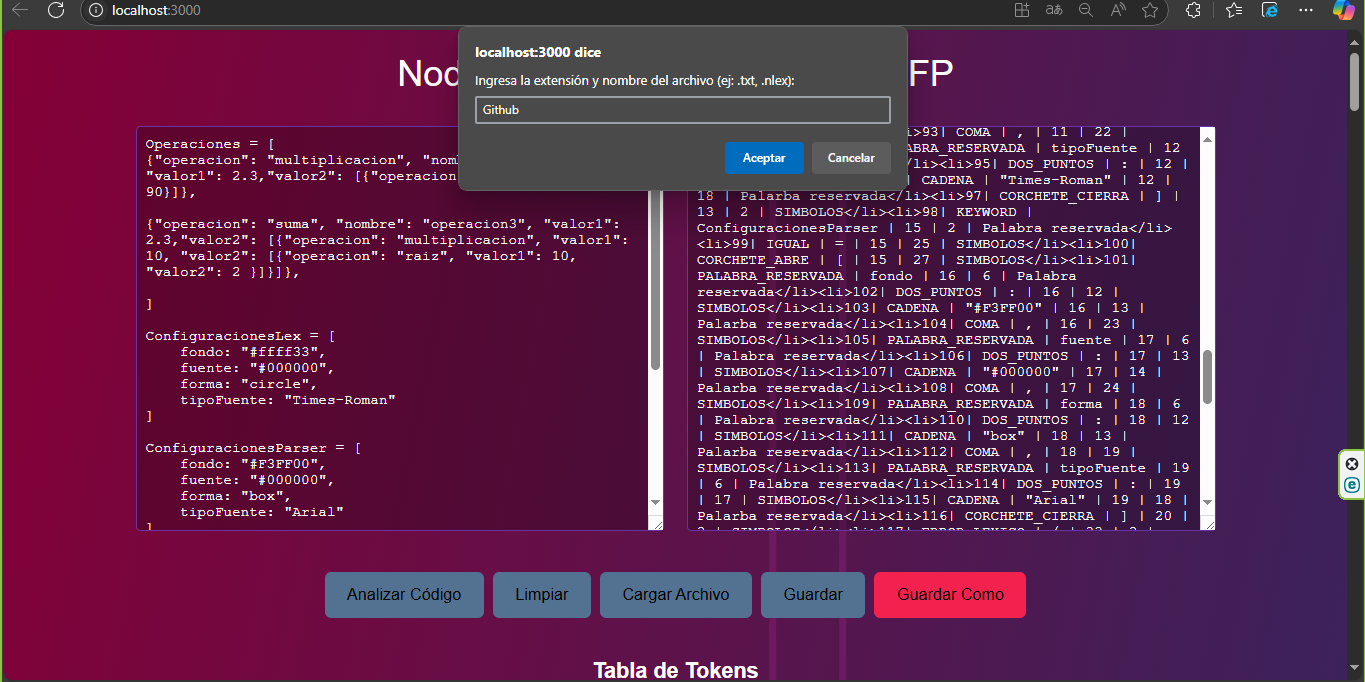 localhost:3000
localhost:3000 dice
Ingresa la extensión y nombre del archivo (ej: .txt, .nlex):
Github
Aceptar
Cancelar
Nod
FP
Operaciones = [
{"operacion": "multiplicacion", "nom
"valor1": 2.3,"valor2": [{"operacion
90}]},
{"operacion": "suma", "nombre": "operacion3", "valor1":
2.3,"valor2": [{"operacion": "multiplicacion", "valor1":
10, "valor2": [{"operacion": "raiz", "valor1": 10,
"valor2": 2 }]}]},
]
ConfiguracionesLex = [
fondo: "#ffff33",
fuente: "#000000",
forma: "circle",
tipoFuente: "Times-Roman"
]
ConfiguracionesParser = [
fondo: "#F3FF00",
fuente: "#000000",
forma: "box",
tipoFuente: "Arial"
]
li>93| COMA | , | 11 | 22 |
ABRA_RESERVADA | tipoFuente | 12
/li><li>95| DOS_PUNTOS | : | 12 |
| CADENA | "Times-Roman" | 12 |
18 | Palarba reservada</li><li>97| CORCHETE_CIERRA | ] |
13 | 2 | SIMBOLOS</li><li>98| KEYWORD |
ConfiguracionesParser | 15 | 2 | Palabra reservada</li>
<li>99| IGUAL | = | 15 | 25 | SIMBOLOS</li><li>100|
CORCHETE_ABRE | [ | 15 | 27 | SIMBOLOS</li><li>101|
PALABRA_RESERVADA | fondo | 16 | 6 | Palabra
reservada</li><li>102| DOS_PUNTOS | : | 16 | 12 |
SIMBOLOS</li><li>103| CADENA | "#F3FF00" | 16 | 13 |
Palarba reservada</li><li>104| COMA | , | 16 | 23 |
SIMBOLOS</li><li>105| PALABRA_RESERVADA | fuente | 17 | 6
| Palabra reservada</li><li>106| DOS_PUNTOS | : | 17 | 13
| SIMBOLOS</li><li>107| CADENA | "#000000" | 17 | 14 |
Palarba reservada</li><li>108| COMA | , | 17 | 24 |
SIMBOLOS</li><li>109| PALABRA_RESERVADA | forma | 18 | 6
| Palabra reservada</li><li>110| DOS_PUNTOS | : | 18 | 12
| SIMBOLOS</li><li>111| CADENA | "box" | 18 | 13 |
Palarba reservada</li><li>112| COMA | , | 18 | 19 |
SIMBOLOS</li><li>113| PALABRA_RESERVADA | tipoFuente | 19
| 6 | Palabra reservada</li><li>114| DOS_PUNTOS | : | 19
| 17 | SIMBOLOS</li><li>115| CADENA | "Arial" | 19 | 18 |
Palarba reservada</li><li>116| CORCHETE_CIERRA | ] | 20 |
Analizar Código
Limpiar
Cargar Archivo
Guardar
Guardar Como
Tabla de Tokens